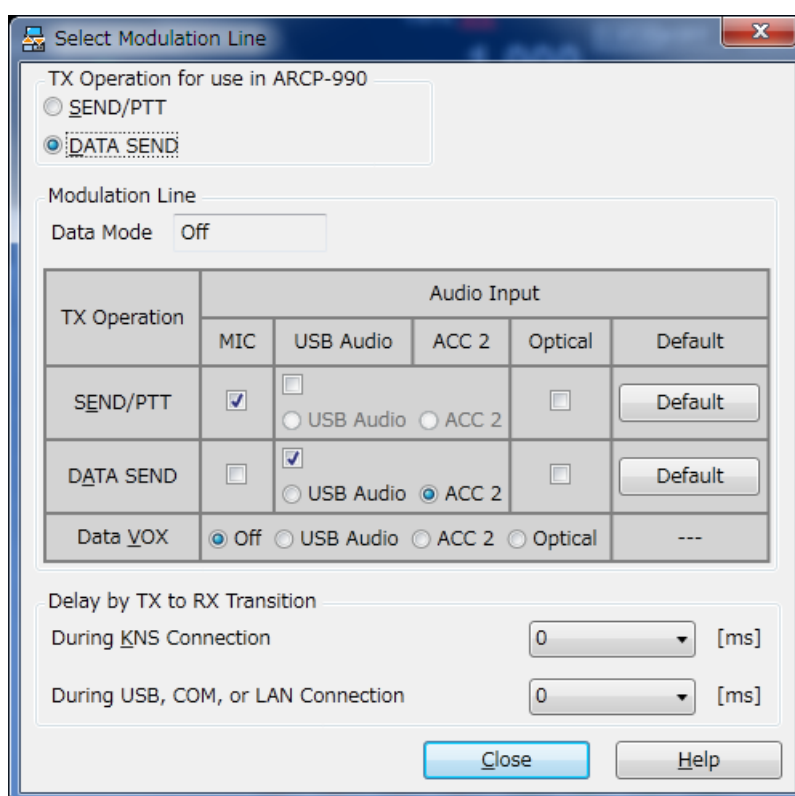 Select Modulation Line
TX Operation for use in ARCP-990
SEND/PTT
DATA SEND
Modulation Line
Data Mode Off
TX Operation Audio Input
MIC USB Audio ACC 2 Optical Default
SEND/PTT USB Audio ACC 2 Default
DATA SEND USB Audio ACC 2 Default
Data VOX Off USB Audio ACC 2 Optical ---
Delay by TX to RX Transition
During KNS Connection 0 [ms]
During USB, COM, or LAN Connection 0 [ms]
Close Help